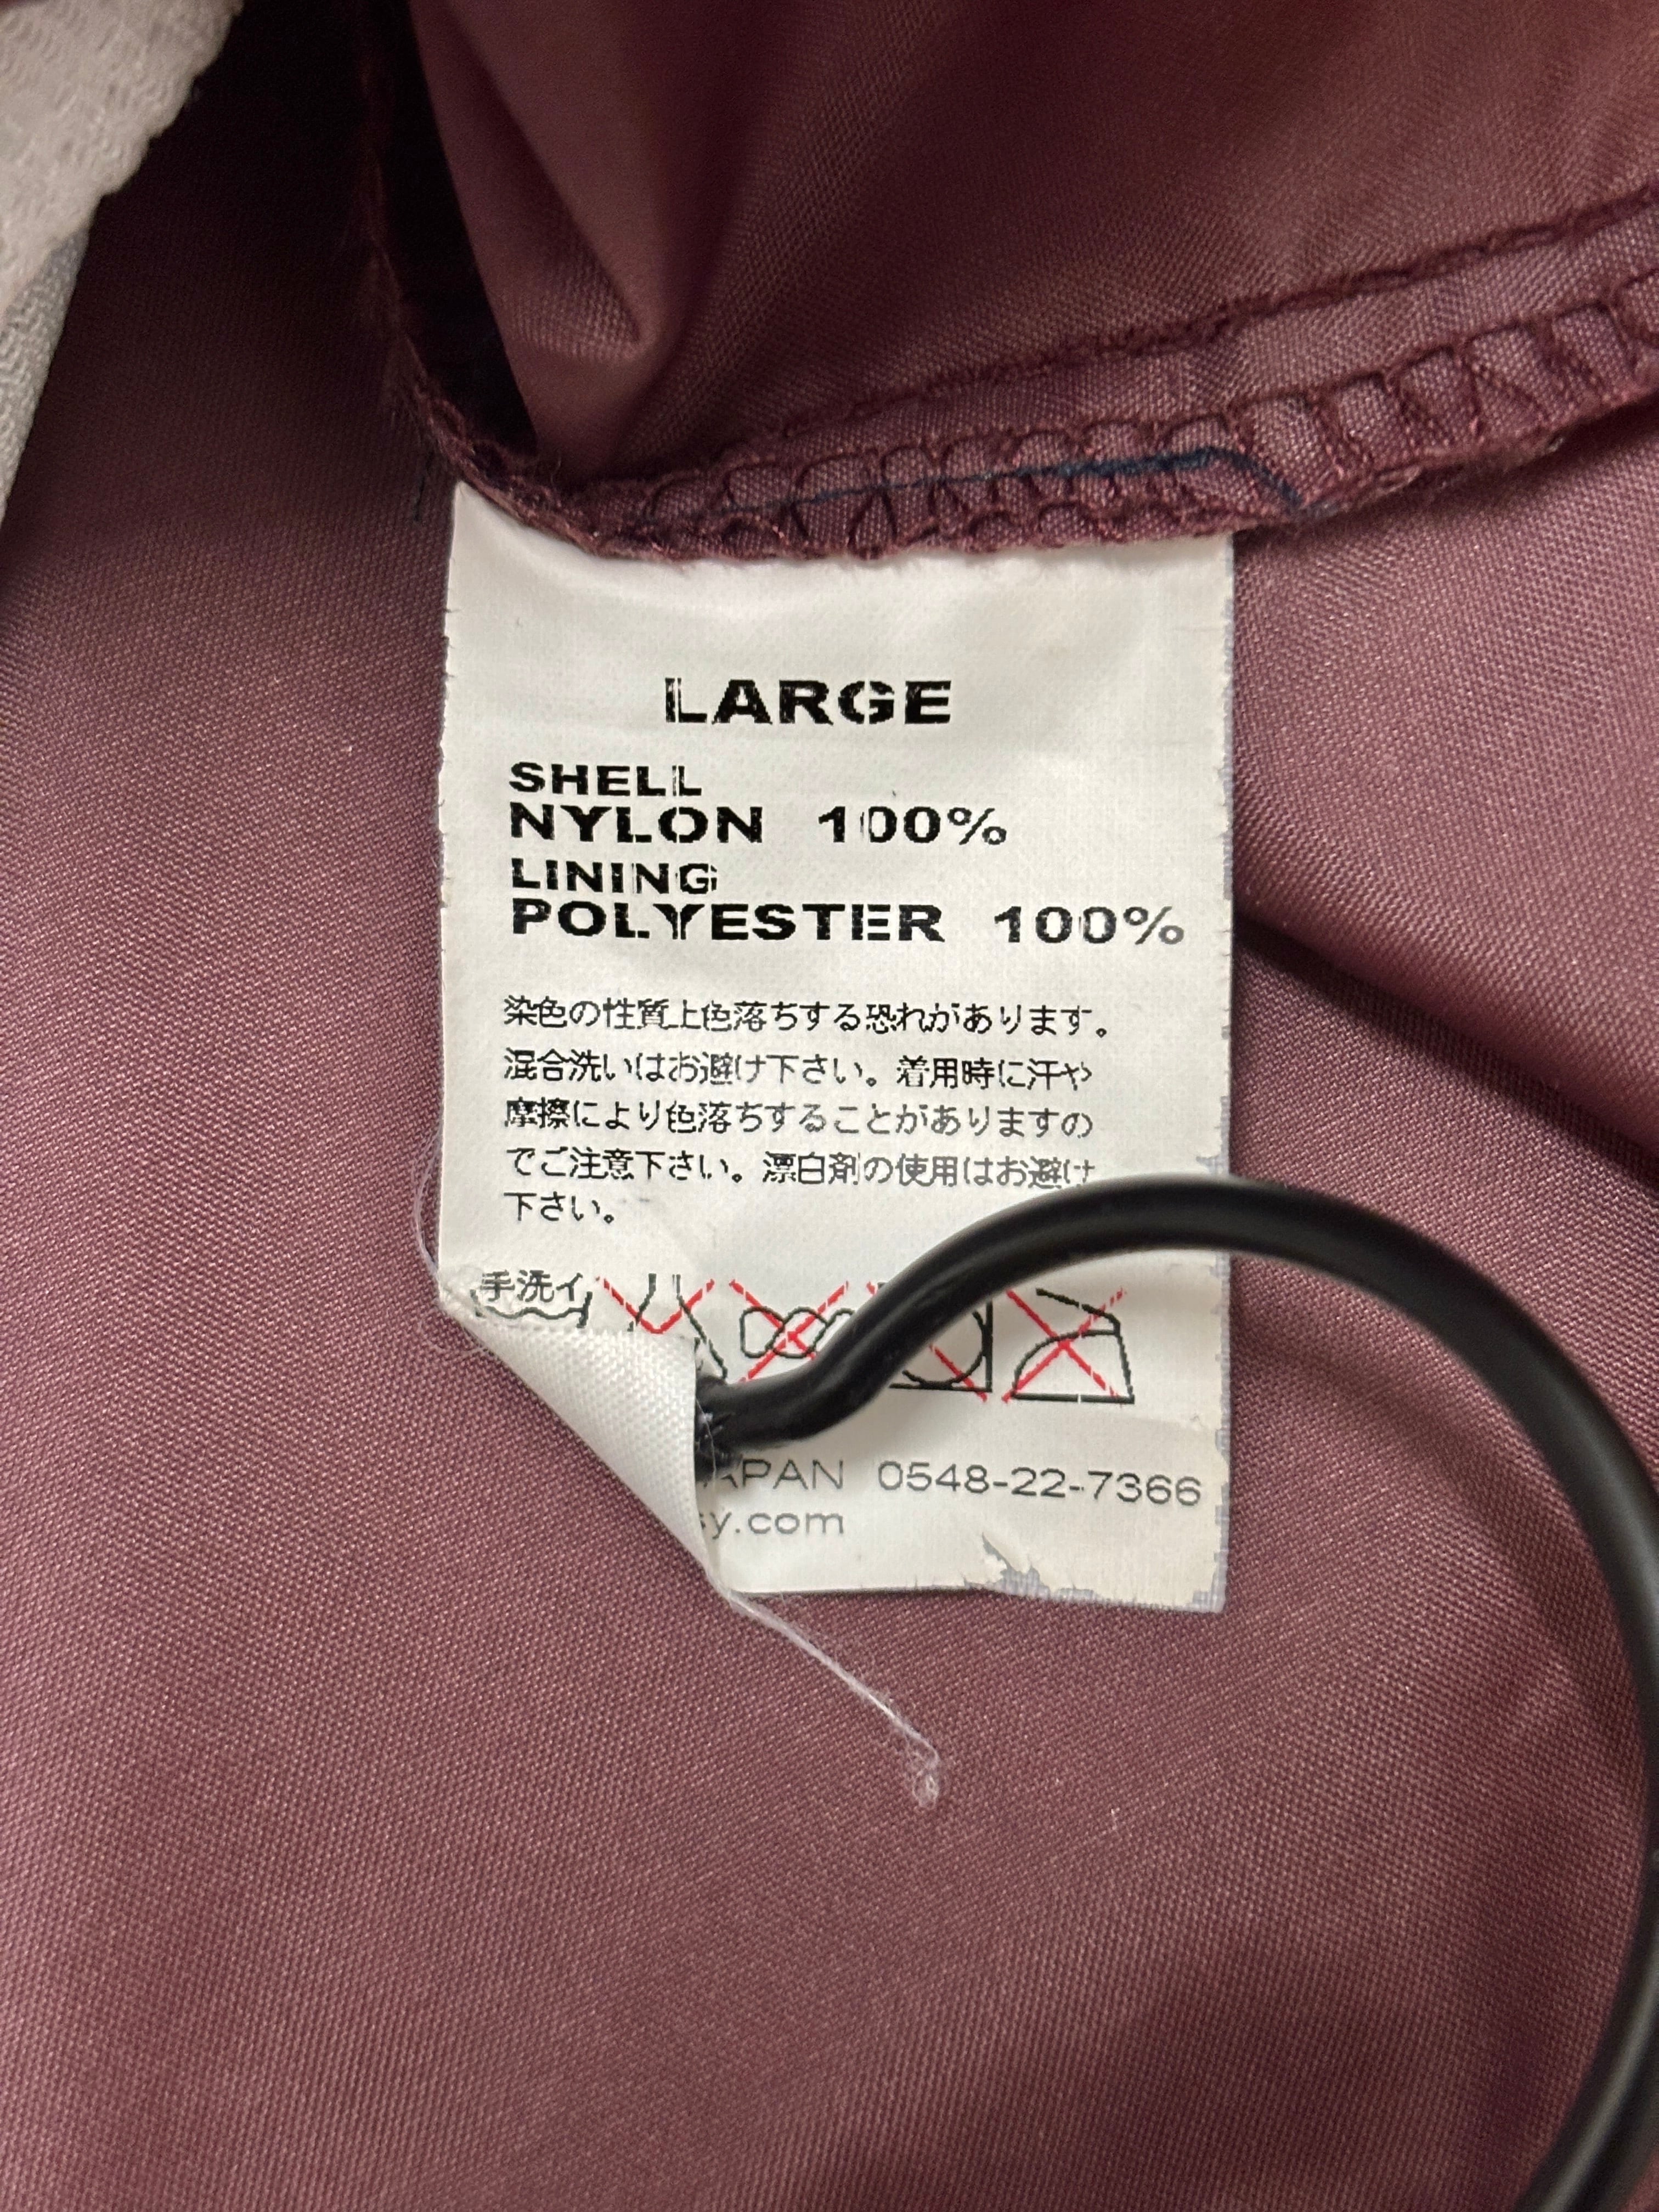 LARGE
SHELL
NYLON 100%
LINING
POLYESTER 100%
染色の性質上色落ちする恐れがあります。
混合洗いはお避け下さい。着用時に汗や
摩擦により色落ちすることがありますの
でご注意下さい。漂白剤の使用はお避け
下さい。
手洗イ
APAN 0548-22-7366
sy.com